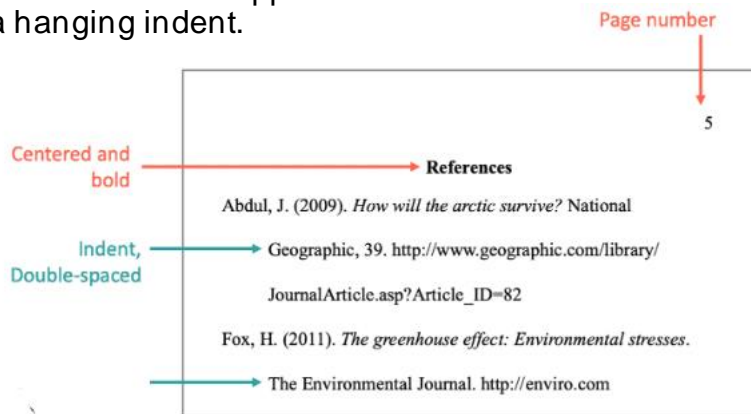 a hanging indent.
Page number
5
Centered and
bold
References
Abdul, J. (2009). How will the arctic survive? National
Indent,
Double-spaced
Geographic, 39. http://www.geographic.com/library/
JournalArticle.asp?Article_ID=82
Fox, H. (2011). The greenhouse effect: Environmental stresses.
The Environmental Journal. http://enviro.com